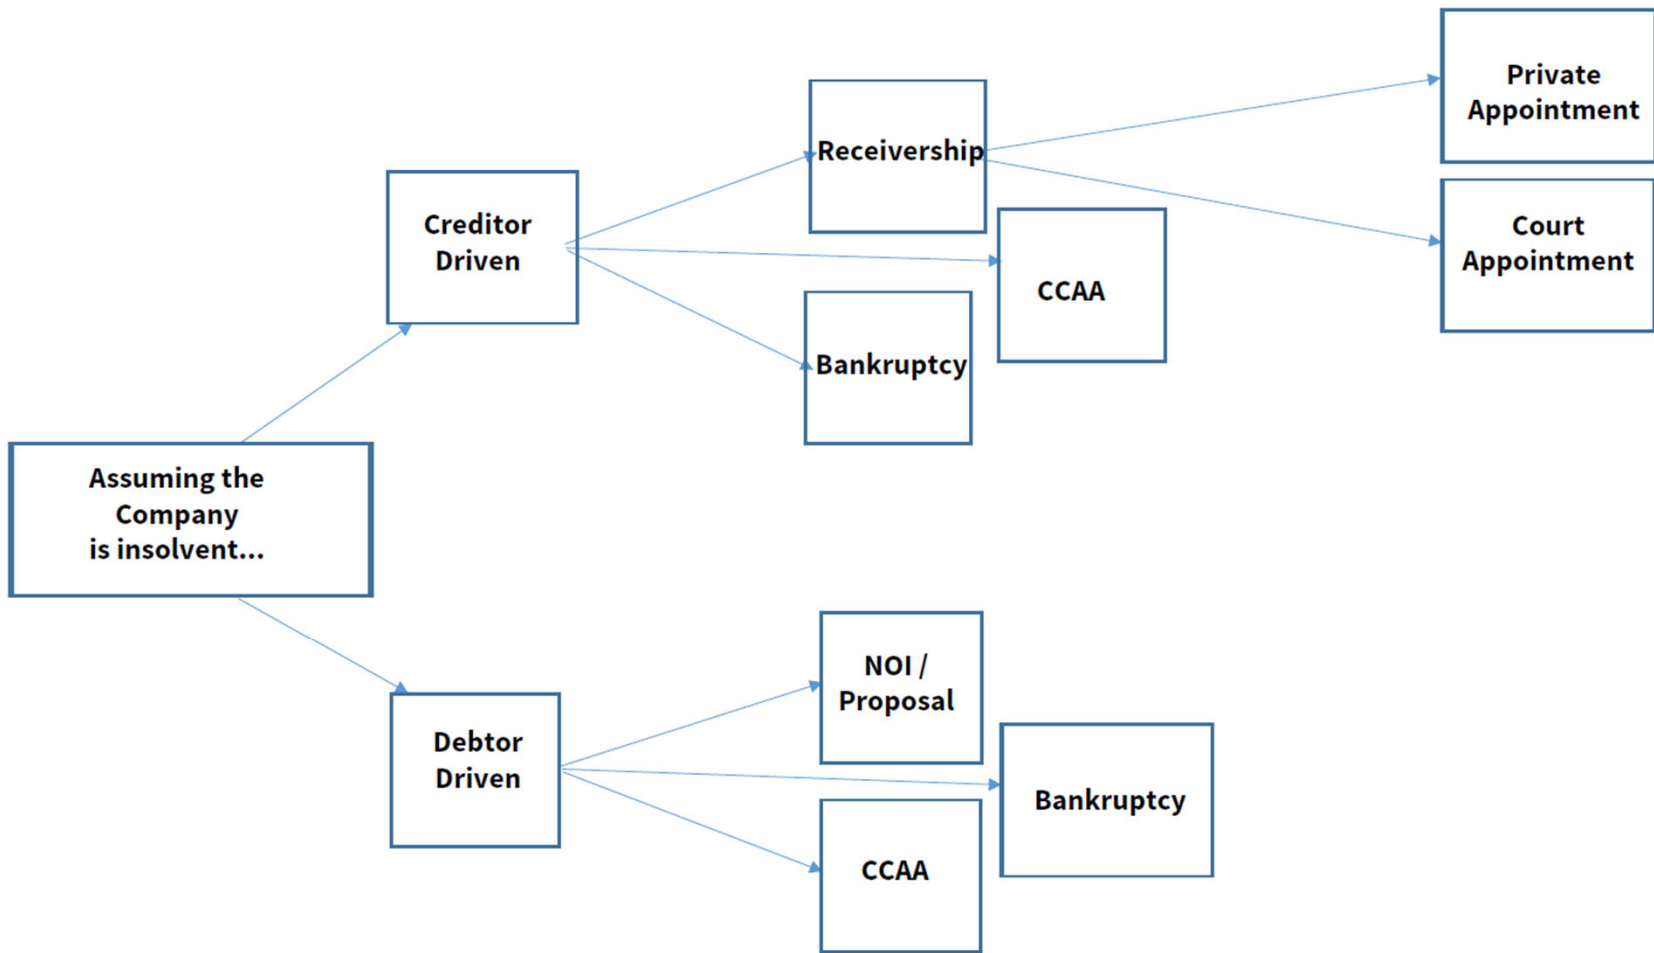 Assuming the
Company
is insolvent...
Creditor
Driven
Receivership
Private
Appointment
Court
Appointment
CCAA
Bankruptcy
Debtor
Driven
NOI /
Proposal
Bankruptcy
CCAA